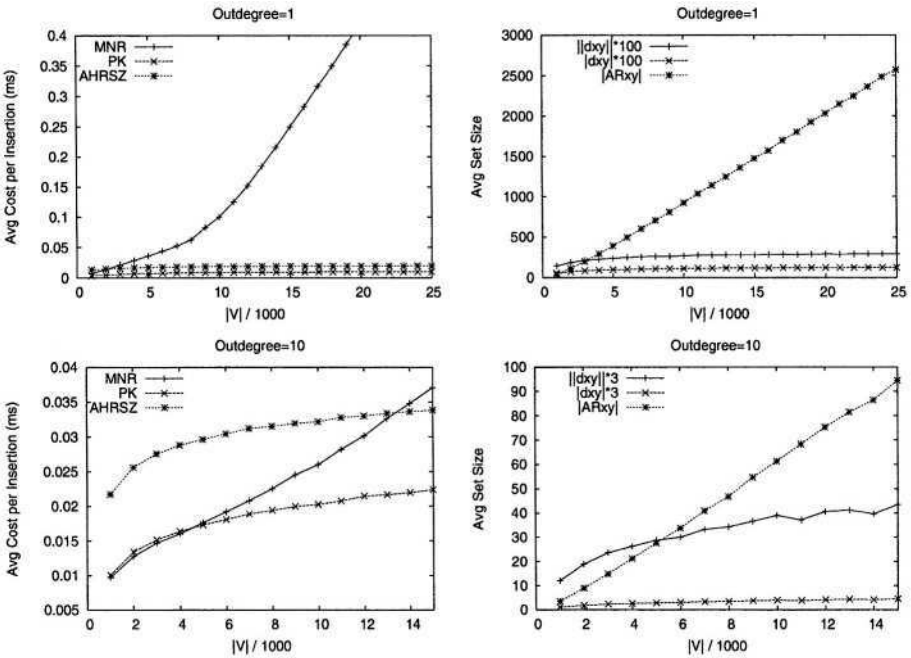 Outdegree=1
Avg Cost per Insertion (ms)
MNR
PK
AHRSZ
0.4
0.35
0.3
0.25
0.2
0.15
0.1
0.05
0
0 5 10 15 20 25
|V| / 1000
Outdegree=1
Avg Set Size
||dxy||*100
|dxy|*100
|ARxy|
3000
2500
2000
1500
1000
500
0
0 5 10 15 20 25
|V| / 1000
Outdegree=10
Avg Cost per Insertion (ms)
MNR
PK
AHRSZ
0.04
0.035
0.03
0.025
0.02
0.015
0.01
0.005
0 2 4 6 8 10 12 14
|V| / 1000
Outdegree=10
Avg Set Size
||dxy||*3
|dxy|*3
|ARxy|
100
90
80
70
60
50
40
30
20
10
0
0 2 4 6 8 10 12 14
|V| / 1000